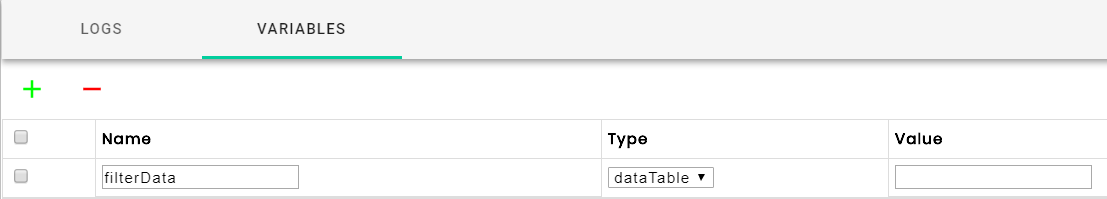 LOGS VARIABLES
Name Type Value
filterData dataTable